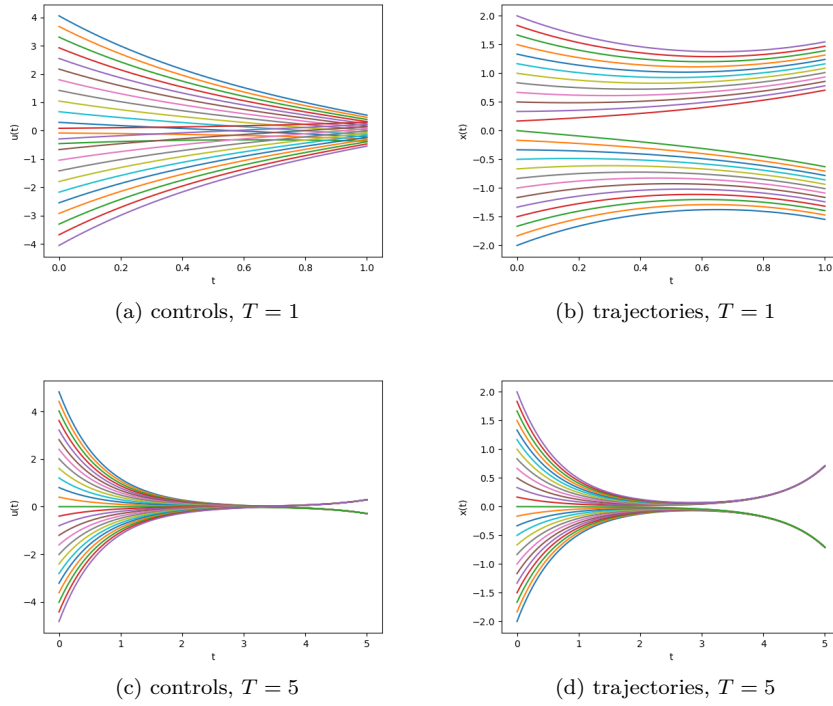 4
3
2
1
0
−1
−2
−3
−4
u(t)
0.0 0.2 0.4 0.6 0.8 1.0
t
(a) controls, T = 1
2.0
1.5
1.0
0.5
0.0
−0.5
−1.0
−1.5
−2.0
x(t)
0.0 0.2 0.4 0.6 0.8 1.0
t
(b) trajectories, T = 1
4
2
0
−2
−4
u(t)
0 1 2 3 4 5
t
(c) controls, T = 5
2.0
1.5
1.0
0.5
0.0
−0.5
−1.0
−1.5
−2.0
x(t)
0 1 2 3 4 5
t
(d) trajectories, T = 5